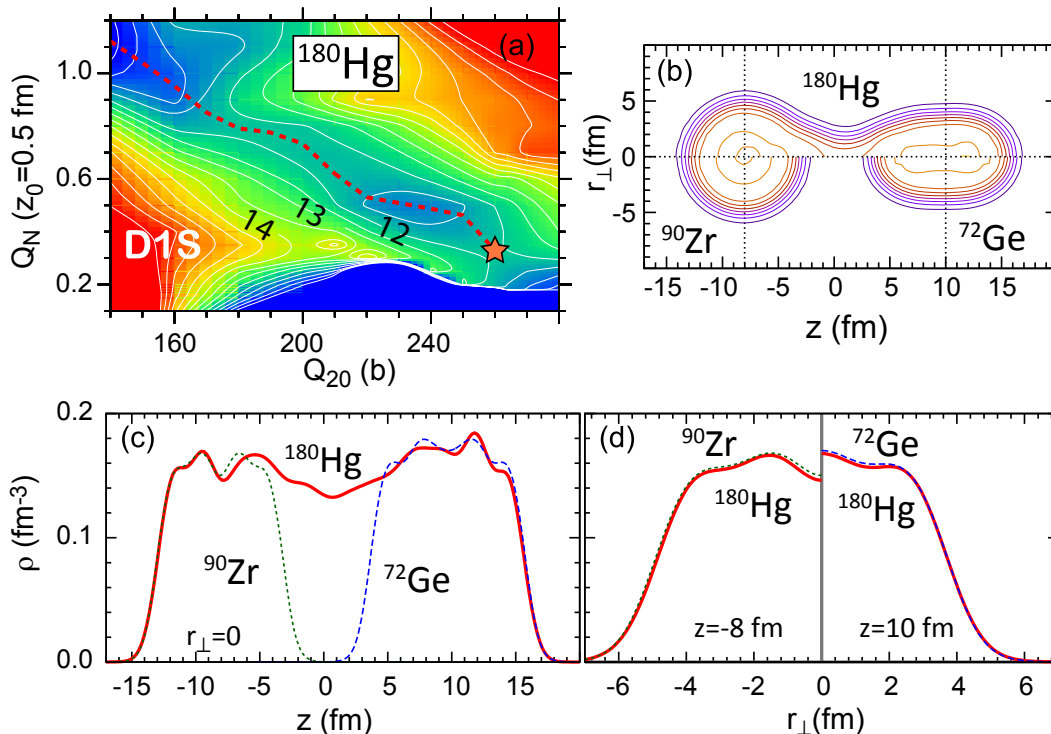 (a)
180Hg
1.0
0.6
0.2
Q_N (z_0=0.5 fm)
14
13
12
D1S
160
200
240
Q_20 (b)
(b)
180Hg
5
0
-5
r_⊥(fm)
90Zr
72Ge
-15 -10 -5 0 5 10 15
z (fm)
(c)
180Hg
0.2
0.1
0.0
ρ (fm-3)
90Zr
72Ge
r_⊥=0
-15 -10 -5 0 5 10 15
z (fm)
(d)
90Zr
72Ge
180Hg
180Hg
z=-8 fm
z=10 fm
-6 -4 -2 0 2 4 6
r_⊥(fm)